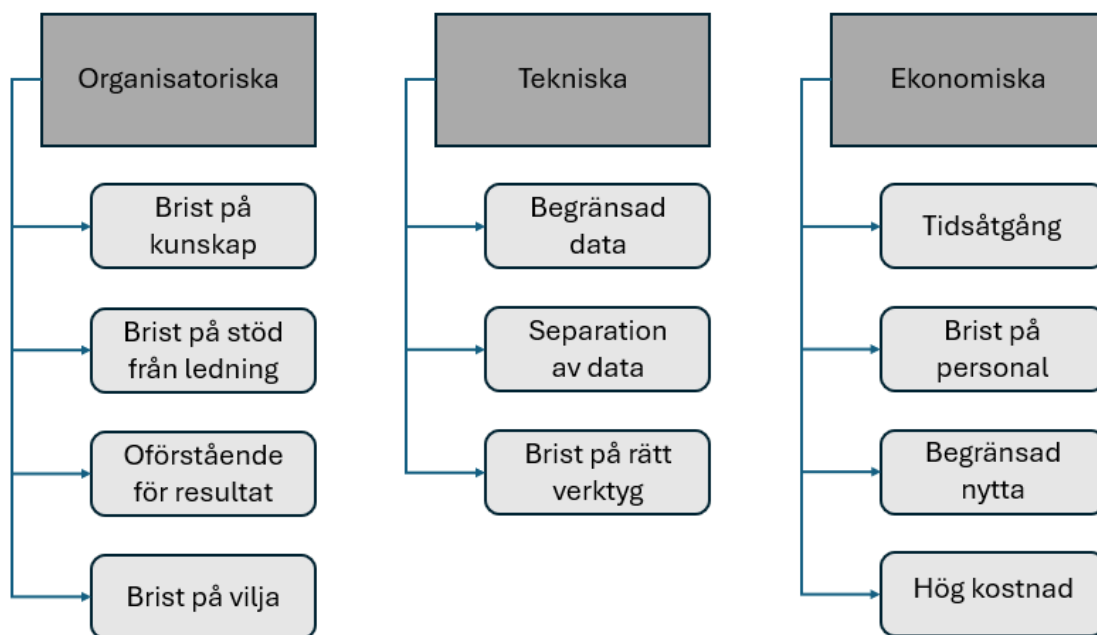 Organisatoriska
Brist på
kunskap
Brist på stöd
från ledning
Oförstående
för resultat
Brist på vilja
Tekniska
Begränsad
data
Separation
av data
Brist på rätt
verktyg
Ekonomiska
Tidsåtgång
Brist på
personal
Begränsad
nytta
Hög kostnad